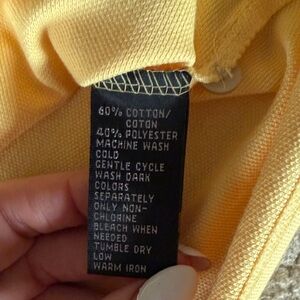 60% COTTON/
COTON
40% POLYESTER
MACHINE WASH
COLD
GENTLE CYCLE
WASH DARK
COLORS
SEPARATELY
ONLY NON-
CHLORINE
BLEACH WHEN
NEEDED
TUMBLE DRY
LOW
WARM IRON